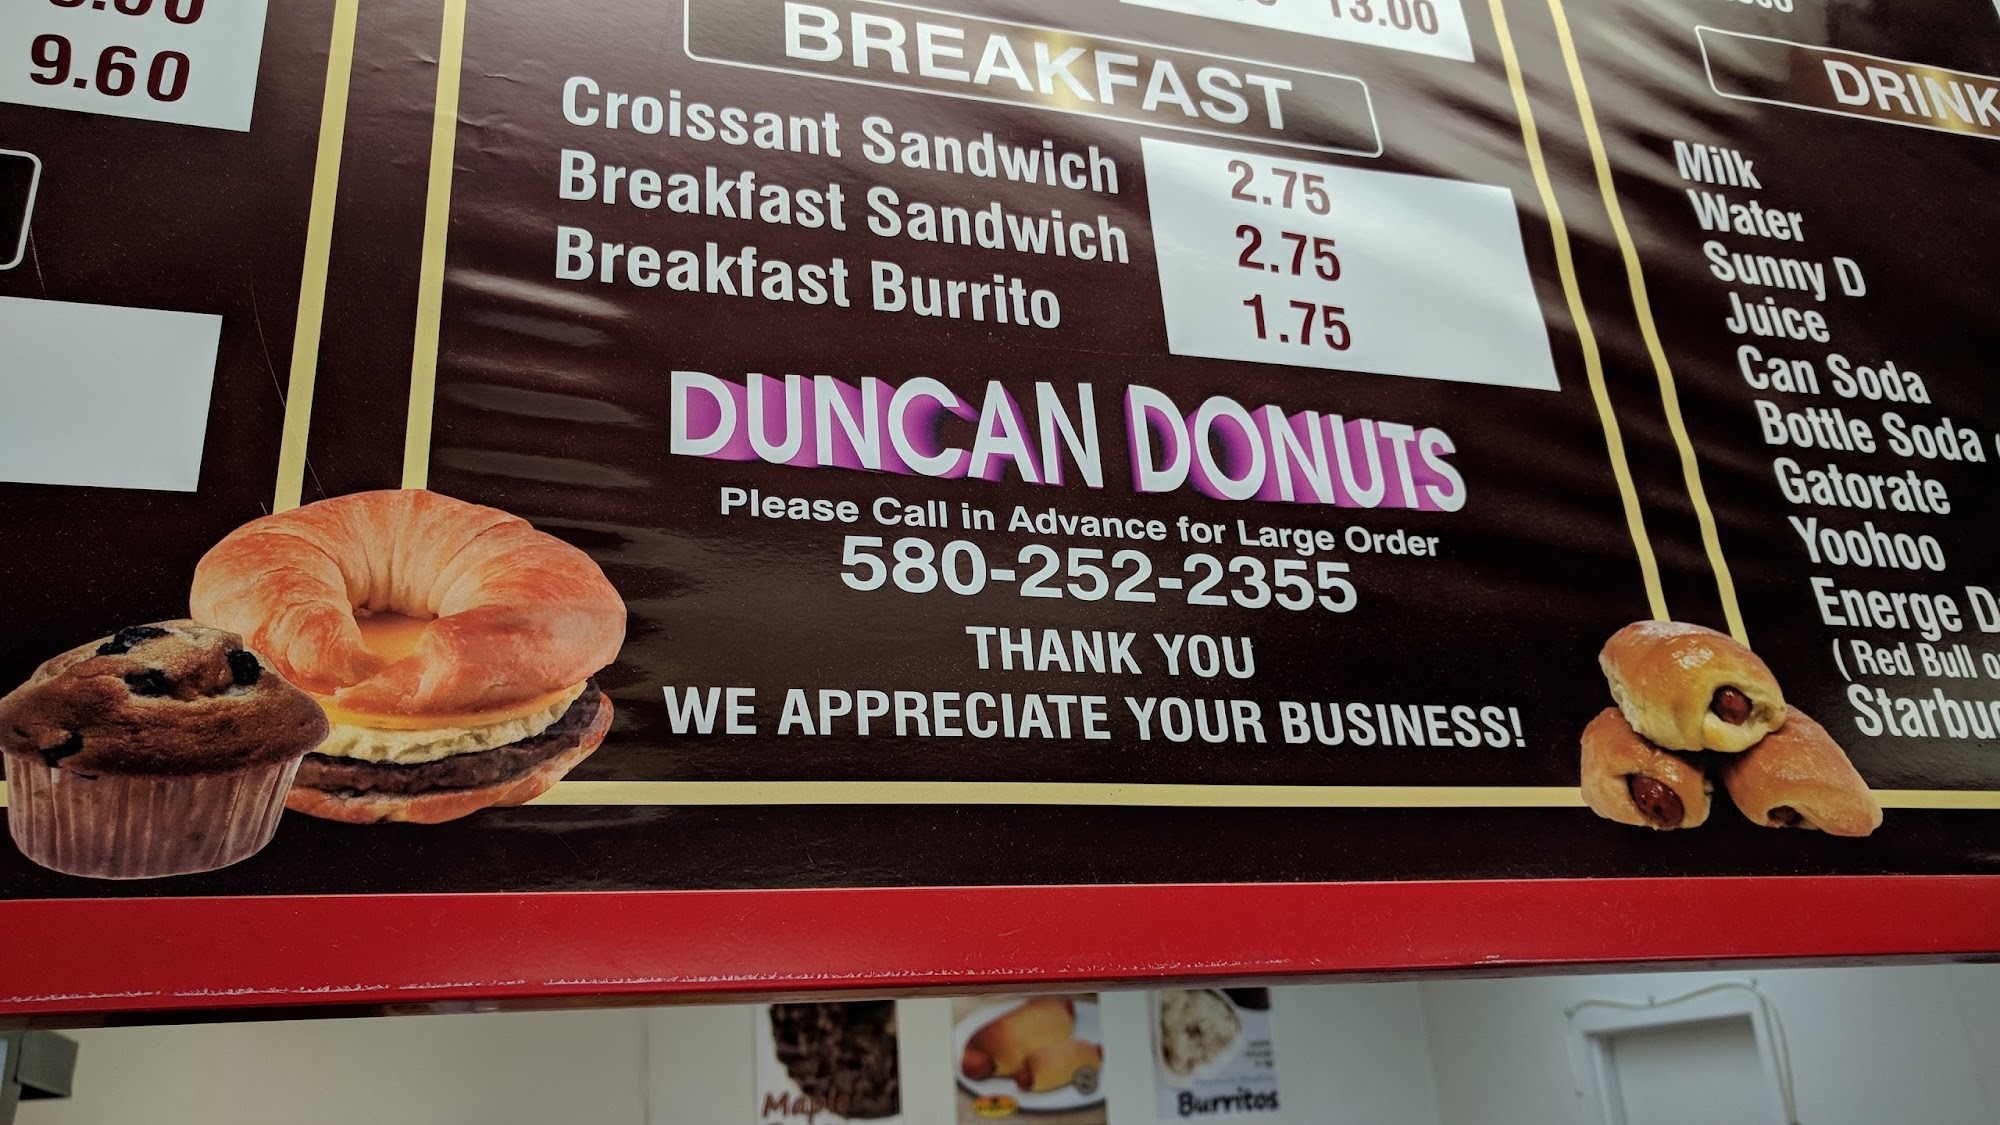 9.60
13.00
BREAKFAST
Croissant Sandwich 2.75
Breakfast Sandwich 2.75
Breakfast Burrito 1.75
DUNCAN DONUTS
Please Call in Advance for Large Order
580-252-2355
THANK YOU
WE APPRECIATE YOUR BUSINESS!
Milk
Water
Sunny D
Juice
Can Soda
Bottle Soda
Gatorate
Yoohoo
Energe
( Red Bull
Burritos